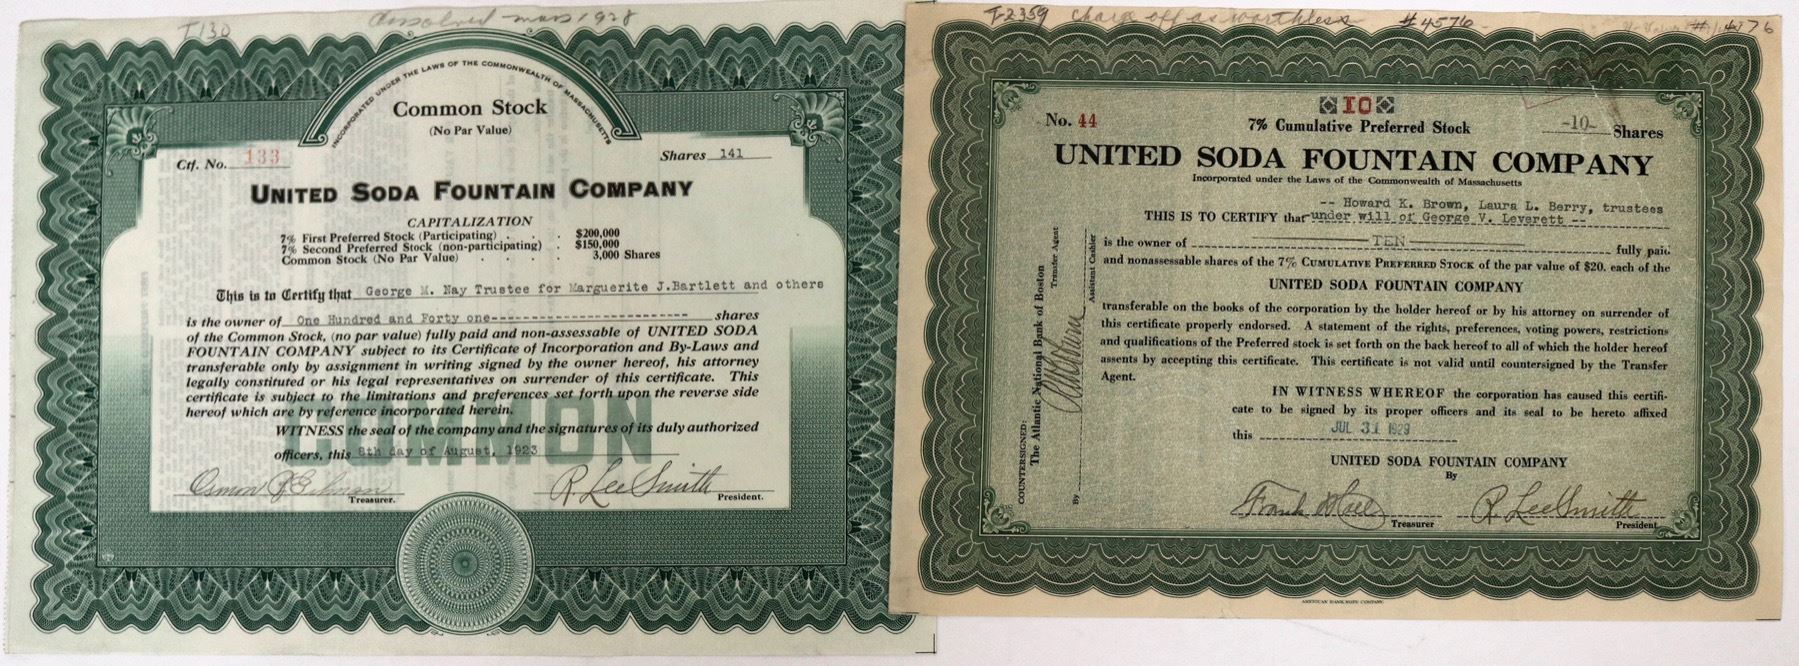 T130
dissolved mars 1928
INCORPORATED UNDER THE LAWS OF THE COMMONWEALTH OF MASSACHUSETTS
Common Stock
(No Par Value)
Ctf. No. 133
Shares 141
UNITED SODA FOUNTAIN COMPANY
CAPITALIZATION
7% First Preferred Stock (Participating) . . . $200,000
7% Second Preferred Stock (non-participating) . $150,000
Common Stock (No Par Value) . . . . 3,000 Shares
This is to Certify that George M. Nay Trustee for Marguerite J.Bartlett and others
is the owner of One Hundred and Forty one------------------------ shares
of the Common Stock, (no par value) fully paid and non-assessable of UNITED SODA
FOUNTAIN COMPANY subject to its Certificate of Incorporation and By-Laws and
transferable only by assignment in writing signed by the owner hereof, his attorney
legally constituted or his legal representatives on surrender of this certificate. This
certificate is subject to the limitations and preferences set forth upon the reverse side
hereof which are by reference incorporated herein.
WITNESS the seal of the company and the signatures of its duly authorized
officers, this 8th day of August, 1923
COMMON
Treasurer.
R Lee Smith
President.
T-2359 charge off as worthless #4576
#4576
No. 44
10
7% Cumulative Preferred Stock
-10- Shares
UNITED SODA FOUNTAIN COMPANY
Incorporated under the Laws of the Commonwealth of Massachusetts
-- Howard K. Brown, Laura L. Berry, trustees
THIS IS TO CERTIFY that under will of George V. Leverett --
is the owner of TEN fully paid
and nonassessable shares of the 7% CUMULATIVE PREFERRED STOCK of the par value of $20. each of the
UNITED SODA FOUNTAIN COMPANY
transferable on the books of the corporation by the holder hereof or by his attorney on surrender of
this certificate properly endorsed. A statement of the rights, preferences, voting powers, restrictions
and qualifications of the Preferred stock is set forth on the back hereof to all of which the holder hereof
assents by accepting this certificate. This certificate is not valid until countersigned by the Transfer
Agent.
IN WITNESS WHEREOF the corporation has caused this certifi-
cate to be signed by its proper officers and its seal to be hereto affixed
this JUL 31 1929
UNITED SODA FOUNTAIN COMPANY
By
Treasurer
R. Lee Smith
President
COUNTERSIGNED:
The Atlantic National Bank of Boston
Transfer Agent
By
Assistant Cashier
AMERICAN BANK NOTE COMPANY.